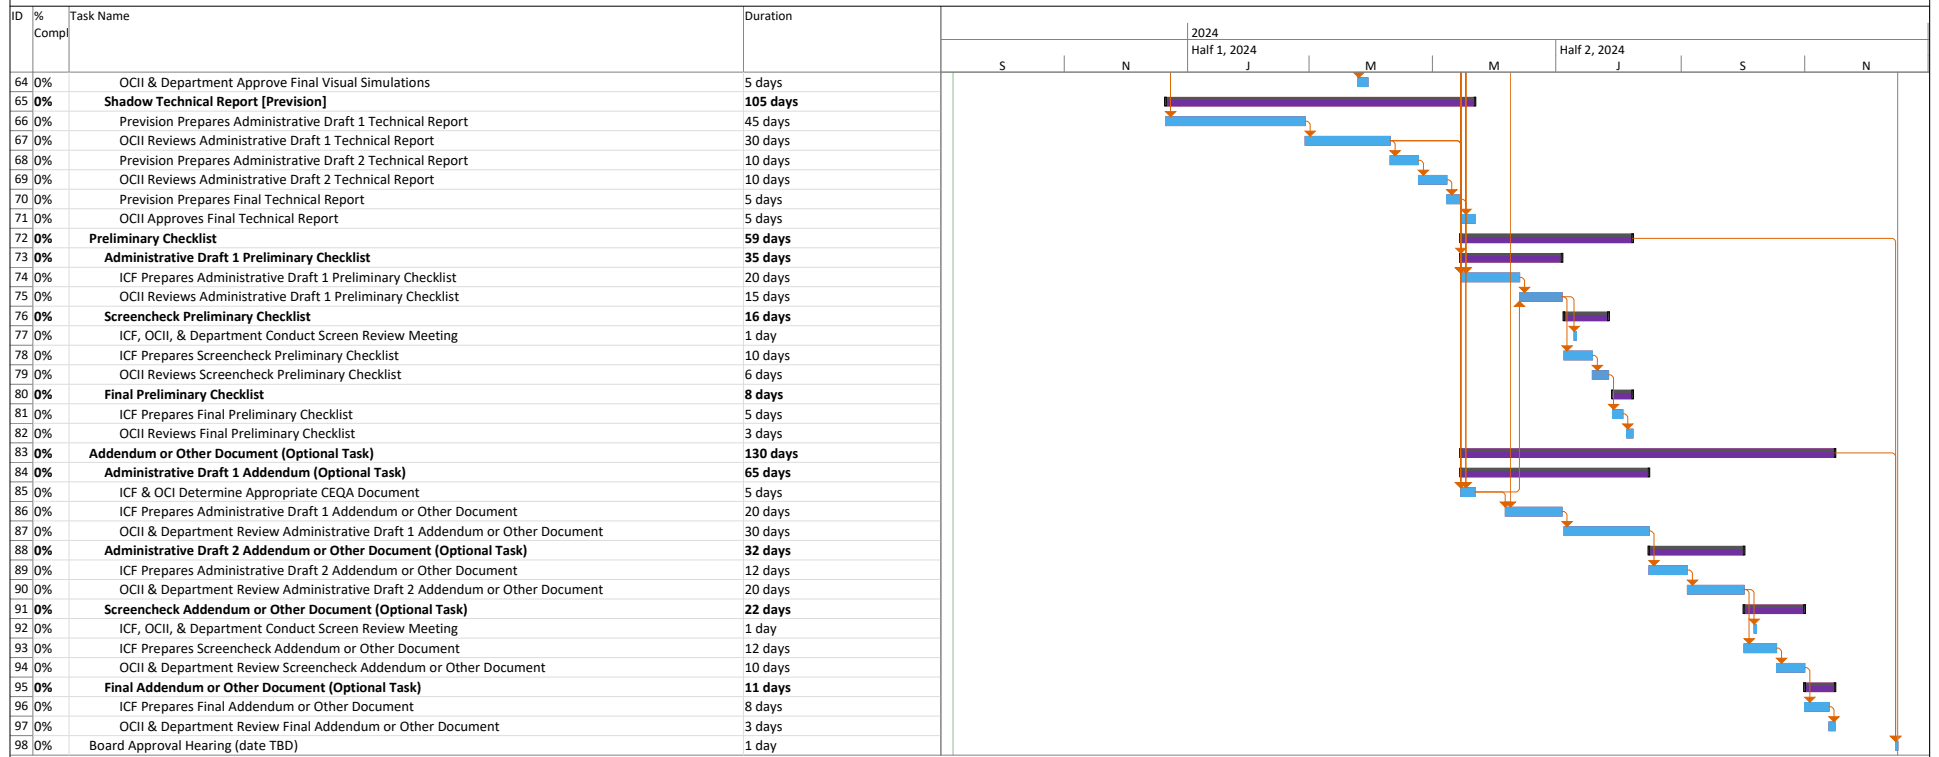 ID % Compl Task Name Duration
2024
Half 1, 2024 Half 2, 2024
S N J M M J S N
64 0% OCII & Department Approve Final Visual Simulations 5 days
65 0% Shadow Technical Report [Prevision] 105 days
66 0% Prevision Prepares Administrative Draft 1 Technical Report 45 days
67 0% OCII Reviews Administrative Draft 1 Technical Report 30 days
68 0% Prevision Prepares Administrative Draft 2 Technical Report 10 days
69 0% OCII Reviews Administrative Draft 2 Technical Report 10 days
70 0% Prevision Prepares Final Technical Report 5 days
71 0% OCII Approves Final Technical Report 5 days
72 0% Preliminary Checklist 59 days
73 0% Administrative Draft 1 Preliminary Checklist 35 days
74 0% ICF Prepares Administrative Draft 1 Preliminary Checklist 20 days
75 0% OCII Reviews Administrative Draft 1 Preliminary Checklist 15 days
76 0% Screencheck Preliminary Checklist 16 days
77 0% ICF, OCII, & Department Conduct Screen Review Meeting 1 day
78 0% ICF Prepares Screencheck Preliminary Checklist 10 days
79 0% OCII Reviews Screencheck Preliminary Checklist 6 days
80 0% Final Preliminary Checklist 8 days
81 0% ICF Prepares Final Preliminary Checklist 5 days
82 0% OCII Reviews Final Preliminary Checklist 3 days
83 0% Addendum or Other Document (Optional Task) 130 days
84 0% Administrative Draft 1 Addendum (Optional Task) 65 days
85 0% ICF & OCI Determine Appropriate CEQA Document 5 days
86 0% ICF Prepares Administrative Draft 1 Addendum or Other Document 20 days
87 0% OCII & Department Review Administrative Draft 1 Addendum or Other Document 30 days
88 0% Administrative Draft 2 Addendum or Other Document (Optional Task) 32 days
89 0% ICF Prepares Administrative Draft 2 Addendum or Other Document 12 days
90 0% OCII & Department Review Administrative Draft 2 Addendum or Other Document 20 days
91 0% Screencheck Addendum or Other Document (Optional Task) 22 days
92 0% ICF, OCII, & Department Conduct Screen Review Meeting 1 day
93 0% ICF Prepares Screencheck Addendum or Other Document 12 days
94 0% OCII & Department Review Screencheck Addendum or Other Document 10 days
95 0% Final Addendum or Other Document (Optional Task) 11 days
96 0% ICF Prepares Final Addendum or Other Document 8 days
97 0% OCII & Department Review Final Addendum or Other Document 3 days
98 0% Board Approval Hearing (date TBD) 1 day